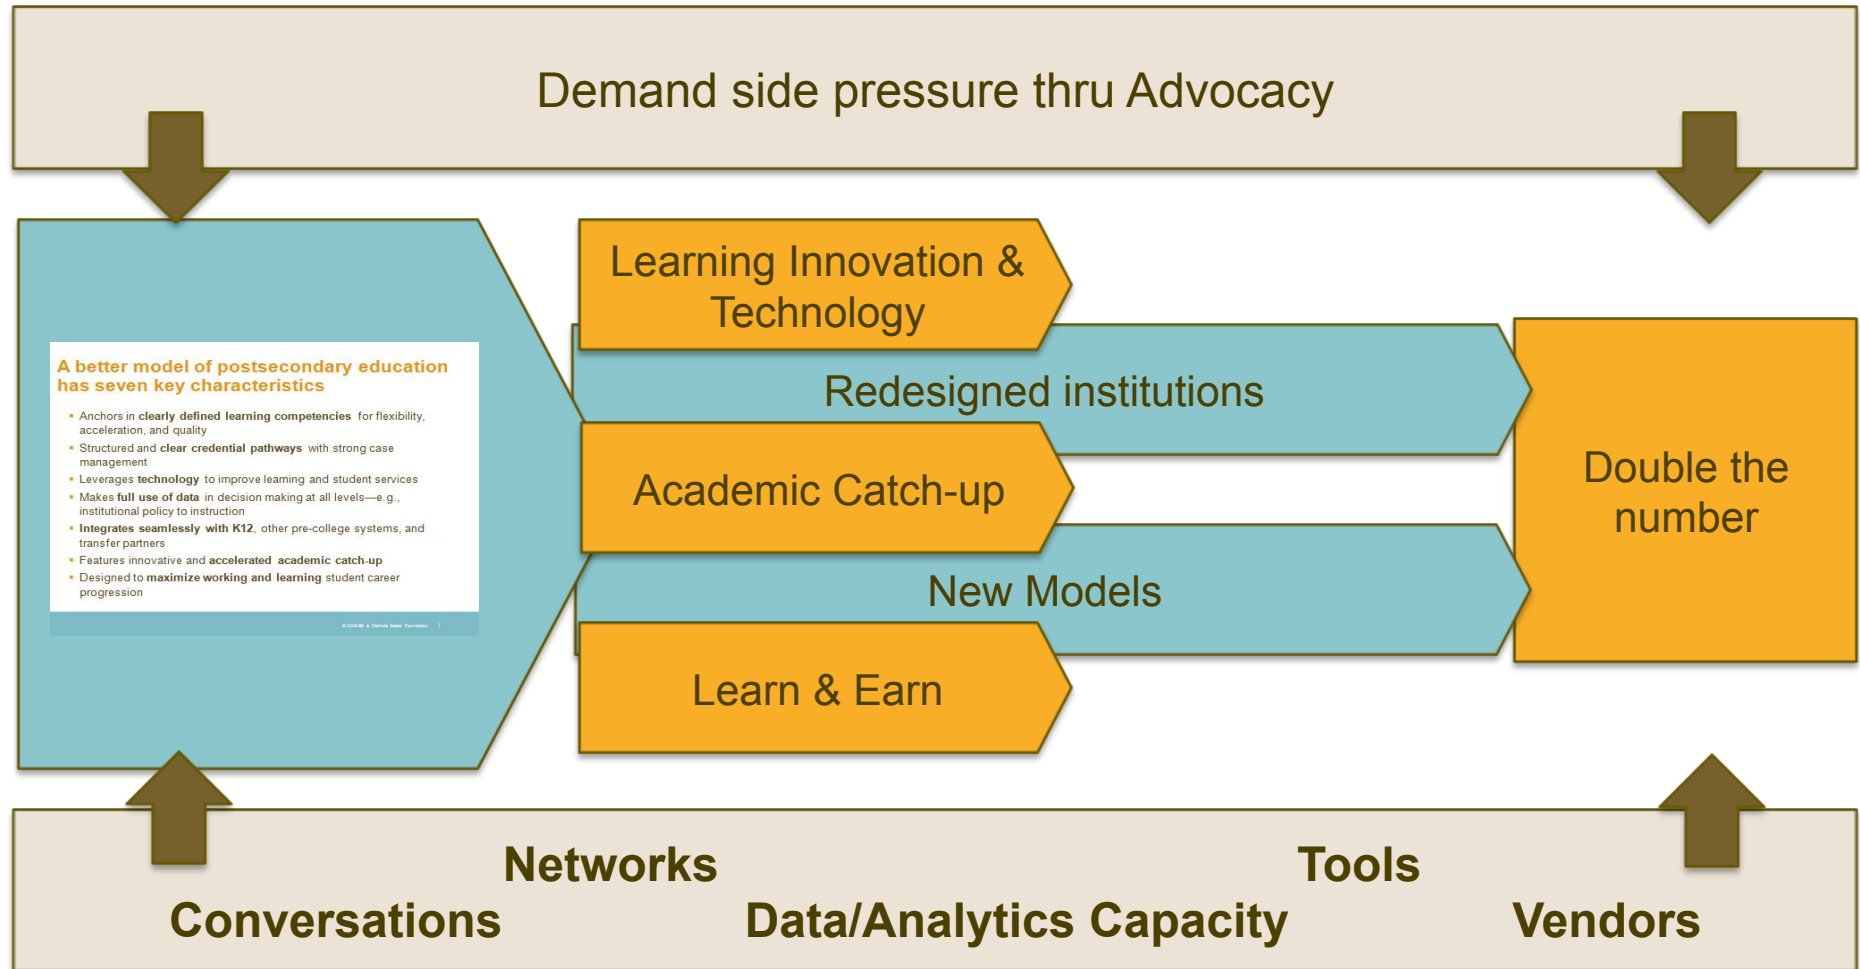 Demand side pressure thru Advocacy
A better model of postsecondary education
has seven key characteristics
▪ Anchors in clearly defined learning competencies for flexibility,
acceleration, and quality
▪ Structured and clear credential pathways with strong case
management
▪ Leverages technology to improve learning and student services
▪ Makes full use of data in decision making at all levels—e.g.,
institutional policy to instruction
▪ Integrates seamlessly with K12, other pre-college systems, and
transfer partners
▪ Features innovative and accelerated academic catch-up
▪ Designed to maximize working and learning student career
progression
& Melinda Gates Foundation
Learning Innovation &
Technology
Redesigned institutions
Academic Catch-up
New Models
Learn & Earn
Double the
number
Networks
Tools
Conversations
Data/Analytics Capacity
Vendors